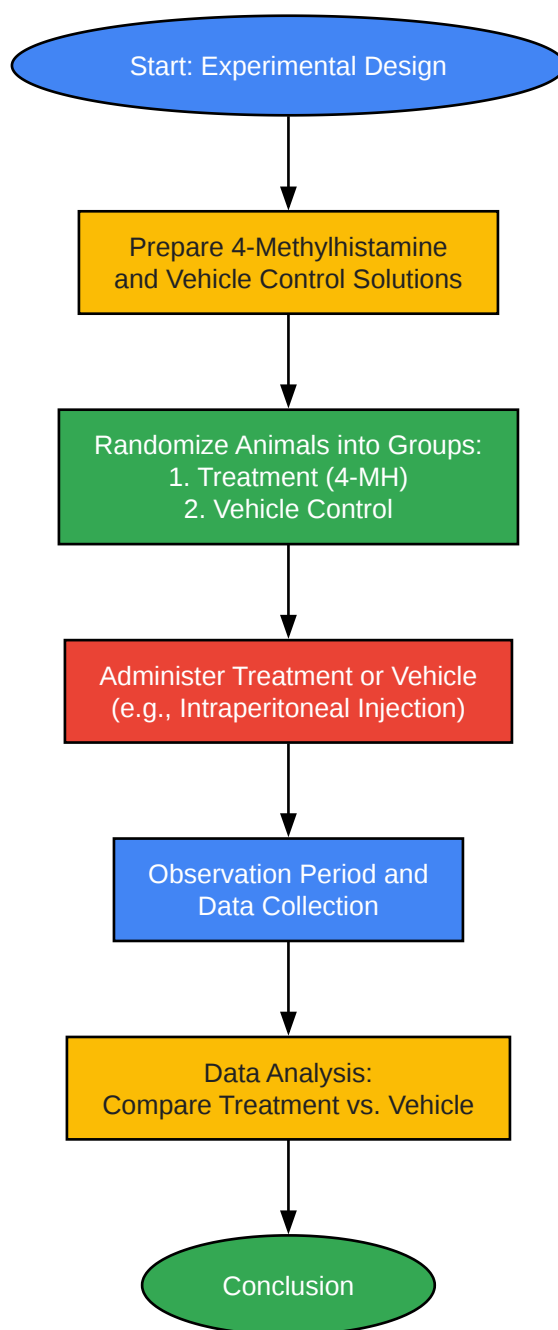 Start: Experimental Design
Prepare 4-Methylhistamine
and Vehicle Control Solutions
Randomize Animals into Groups:
1. Treatment (4-MH)
2. Vehicle Control
Administer Treatment or Vehicle
(e.g., Intraperitoneal Injection)
Observation Period and
Data Collection
Data Analysis:
Compare Treatment vs. Vehicle
Conclusion